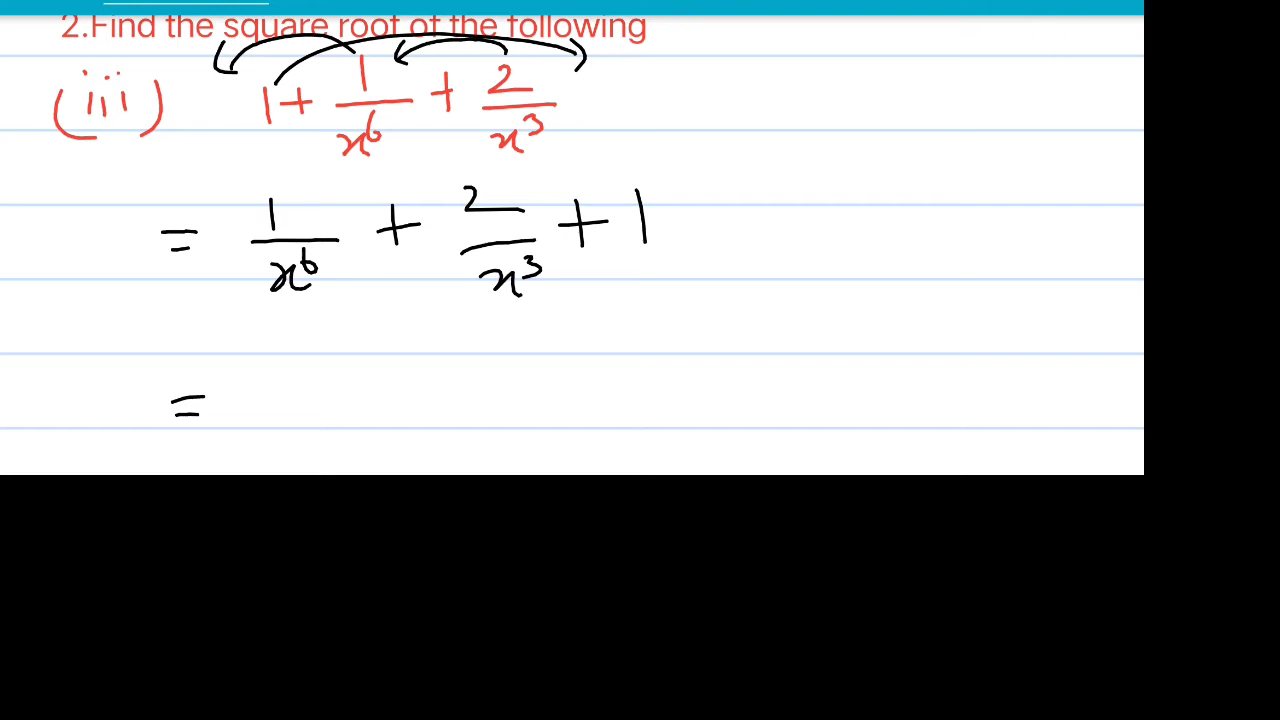 2.Find the square root of the following
(iii) 1 + 1/x⁶ + 2/x³
= 1/x⁶ + 2/x³ + 1
=